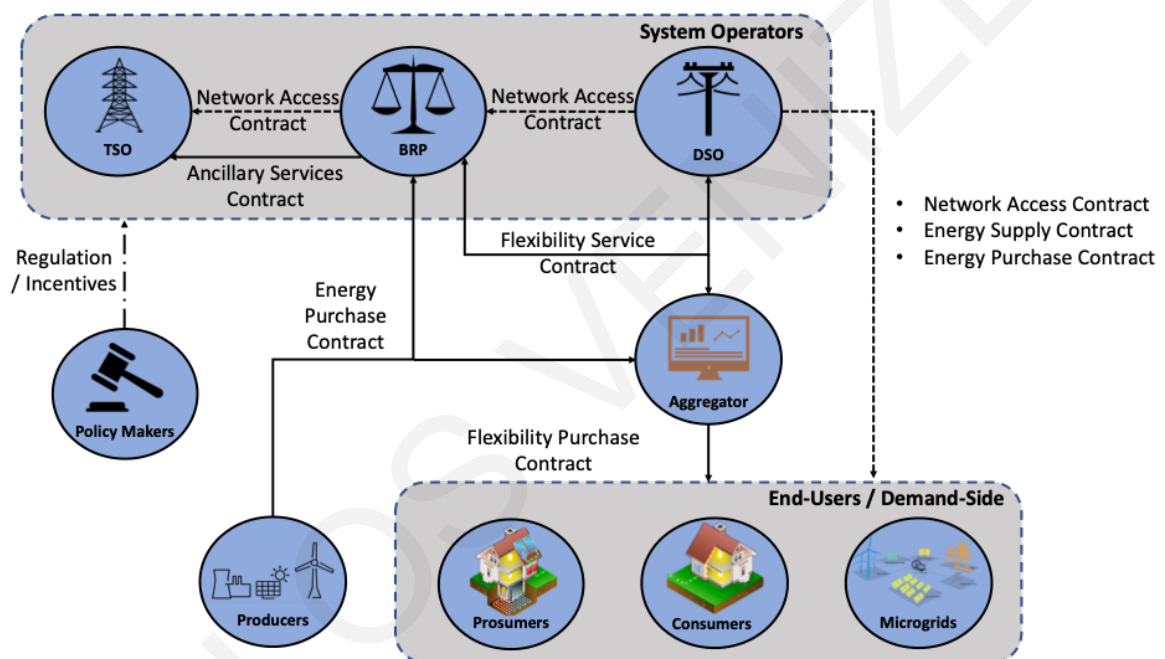 System Operators
Network Access
Contract
Network Access
Contract
TSO
BRP
DSO
Ancillary Services
Contract
• Network Access Contract
• Energy Supply Contract
• Energy Purchase Contract
Flexibility Service
Contract
Regulation
/ Incentives
Energy
Purchase
Contract
Aggregator
Policy Makers
Flexibility Purchase
Contract
End-Users / Demand-Side
Producers
Prosumers
Consumers
Microgrids